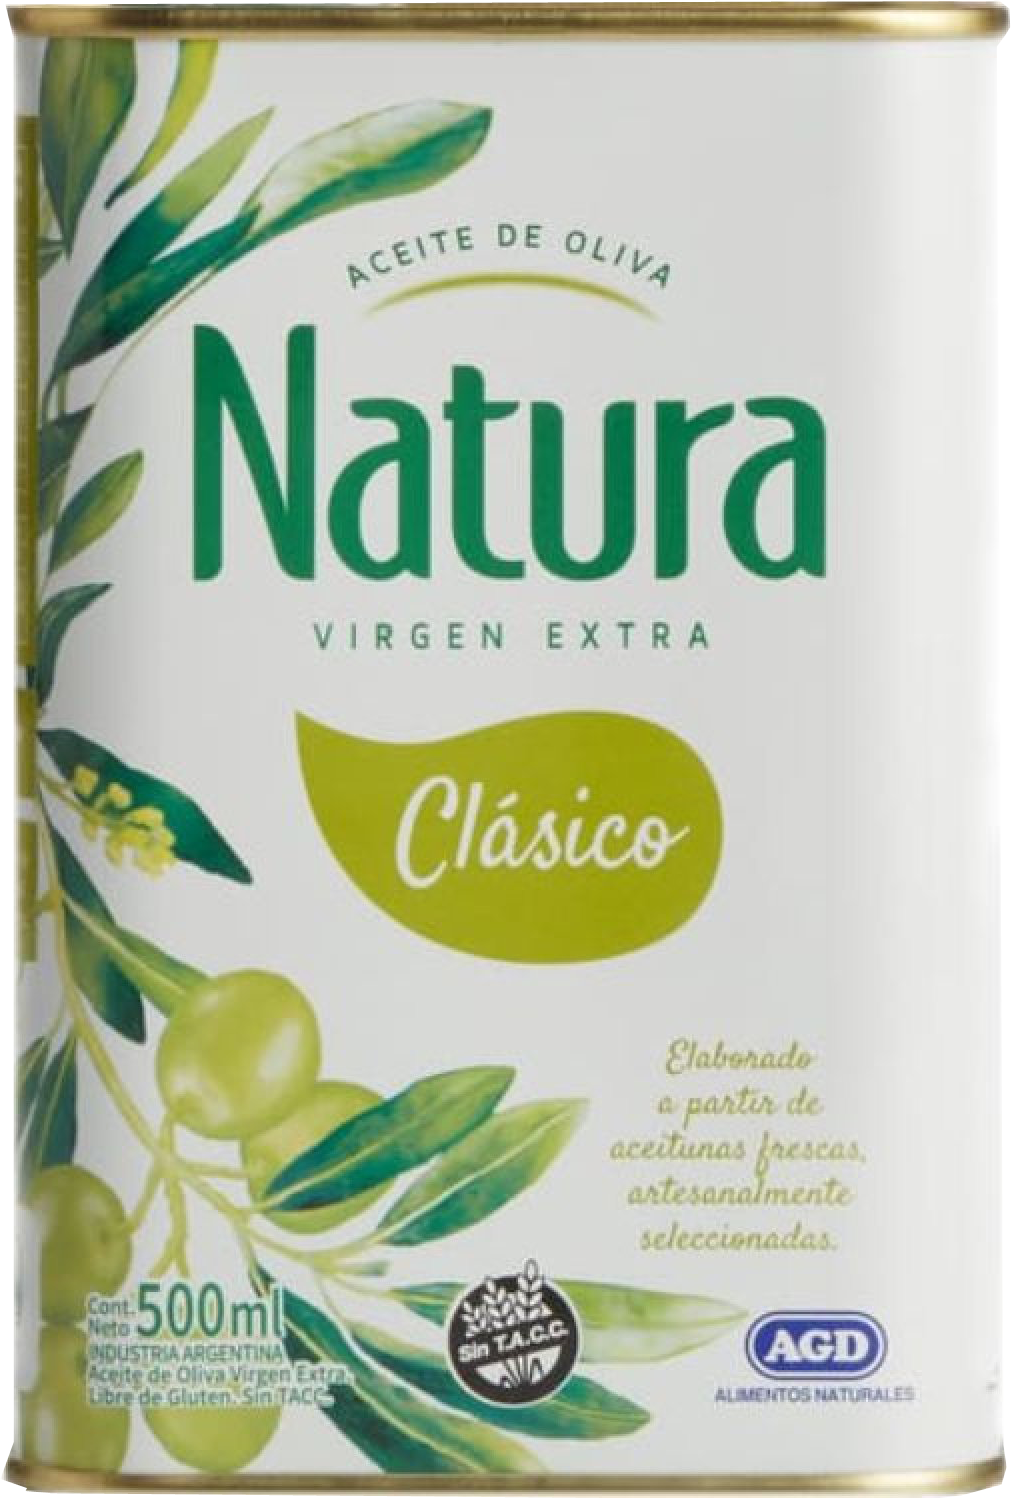 ACEITE DE OLIVA
Natura
VIRGEN EXTRA
Clásico
Elaborado
a partir de
aceitunas frescas,
artesanalmente
seleccionadas.
Cont. Neto 500ml
INDUSTRIA ARGENTINA
Aceite de Oliva Virgen Extra
Libre de Gluten. Sin TACC.
Sin T.A.C.C.
AGD
ALIMENTOS NATURALES